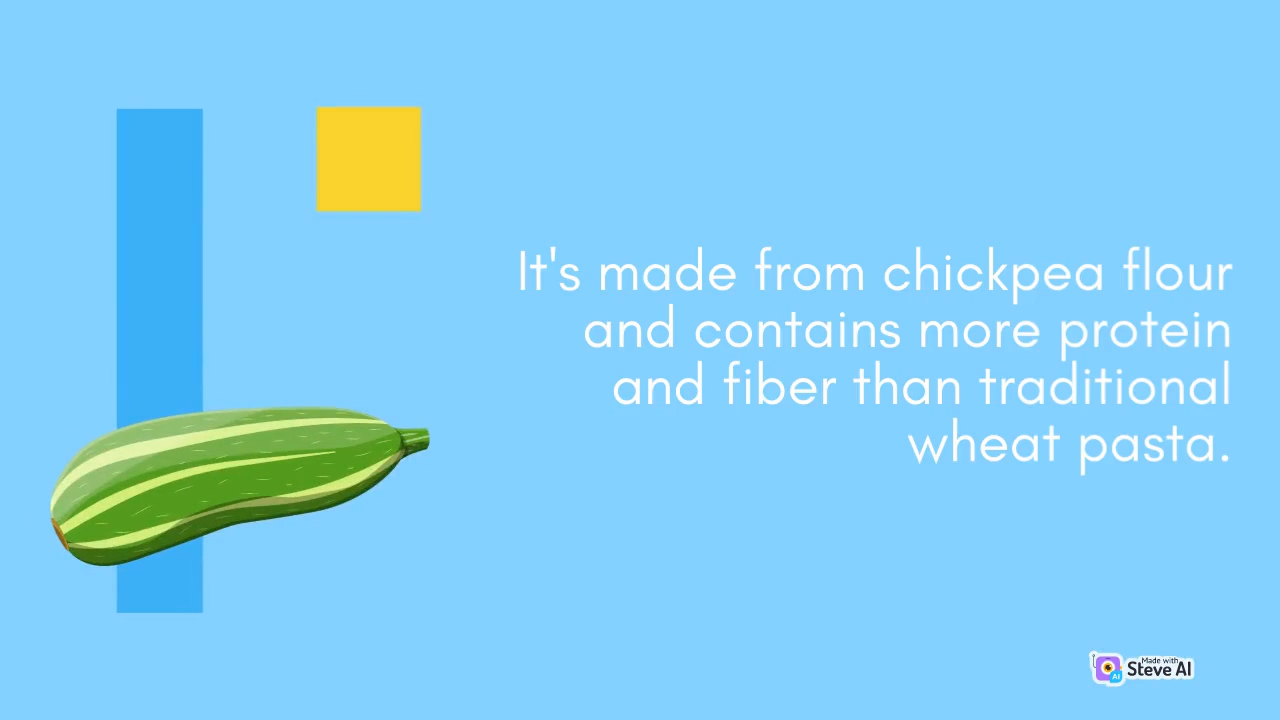 It's made from chickpea flour
and contains more protein
and fiber than traditional
wheat pasta.
Made with
AI Steve AI